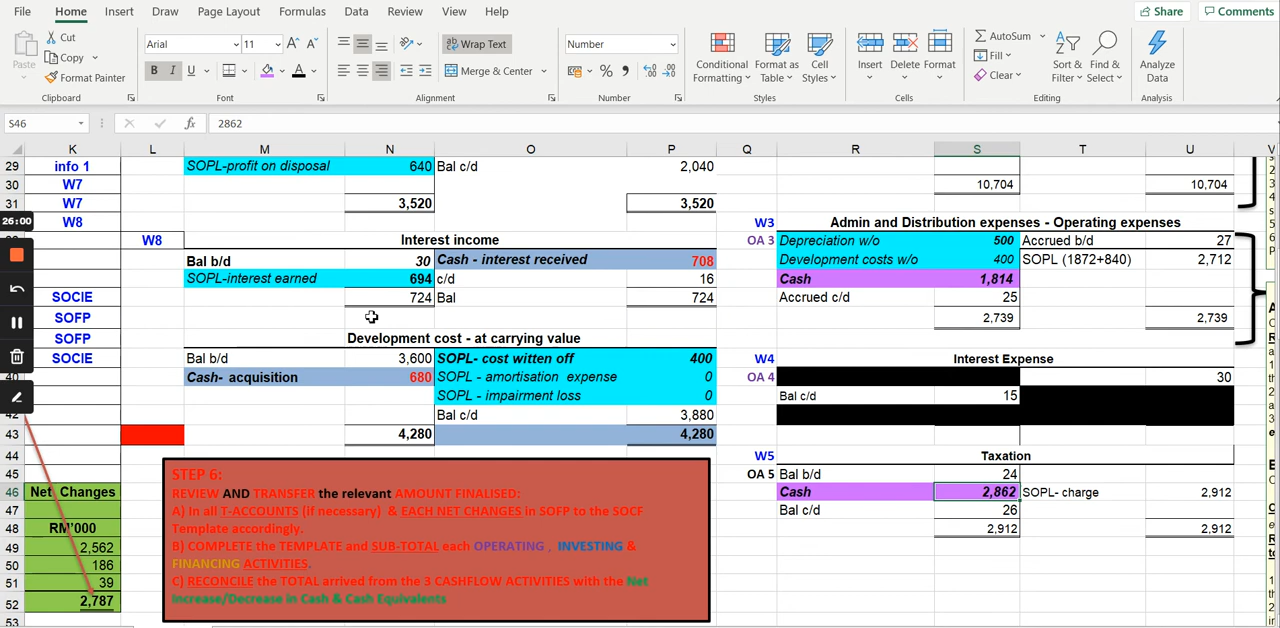 File Home Insert Draw Page Layout Formulas Data Review View Help Share Comments
Paste Cut Copy Format Painter Clipboard
Arial 11 B I U Font
Wrap Text Merge & Center Alignment
Number Number
Conditional Formatting Format as Table Cell Styles Styles
Insert Delete Format Cells
AutoSum Fill Clear Sort & Filter Find & Select Editing
Analyze Data Analysis
S46 fx 2862
K L M N O P Q R S T U V
29 info 1 SOPL-profit on disposal 640 Bal c/d 2,040
30 W7 10,704 10,704
31 W7 3,520 3,520
26:00 W8 W3 Admin and Distribution expenses - Operating expenses
W8 Interest income OA 3 Depreciation w/o 500 Accrued b/d 27
Bal b/d 30 Cash - interest received 708 Development costs w/o 400 SOPL (1872+840) 2,712
SOPL-interest earned 694 c/d 16 Cash 1,814
SOCIE 724 Bal 724 Accrued c/d 25
SOFP 2,739 2,739
SOFP Development cost - at carrying value
SOCIE Bal b/d 3,600 SOPL- cost witten off 400 W4 Interest Expense
40 Cash- acquisition 680 SOPL - amortisation expense 0 OA 4 30
SOPL - impairment loss 0 Bal c/d 15
42 Bal c/d 3,880
43 4,280 4,280
44 W5 Taxation
45 OA 5 Bal b/d 24
46 Net Changes Cash 2,862 SOPL- charge 2,912
47 Bal c/d 26
48 RM'000 2,912 2,912
49 2,562
50 186
51 39
52 2,787
53
STEP 6:
REVIEW AND TRANSFER the relevant AMOUNT FINALISED:
A) In all T-ACCOUNTS (if necessary) & EACH NET CHANGES in SOFP to the SOCF
Template accordingly.
B) COMPLETE the TEMPLATE and SUB-TOTAL each OPERATING , INVESTING &
FINANCING ACTIVITIES.
C) RECONCILE the TOTAL arrived from the 3 CASHFLOW ACTIVITIES with the Net
Increase/Decrease in Cash & Cash Equivalents